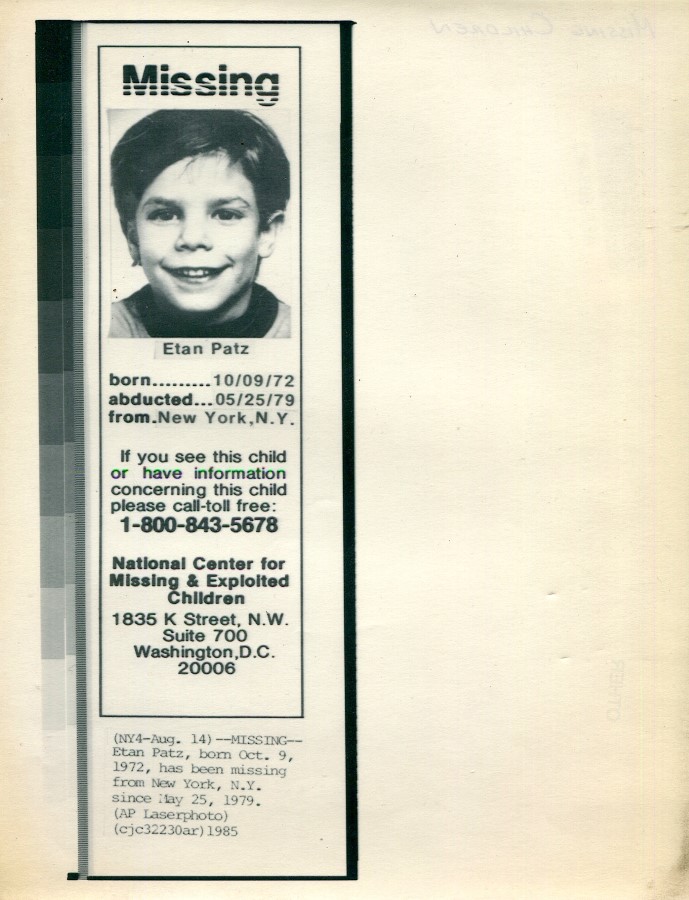 Missing Children
Missing
Etan Patz
born.........10/09/72
abducted...05/25/79
from.New York,N.Y.
If you see this child
or have information
concerning this child
please call-toll free:
1-800-843-5678
National Center for
Missing & Exploited
Children
1835 K Street, N.W.
Suite 700
Washington,D.C.
20006
(NY4-Aug. 14)--MISSING--
Etan Patz, born Oct. 9,
1972, has been missing
from New York, N.Y.
since May 25, 1979.
(AP Laserphoto)
(cjc32230ar)1985
OTHER